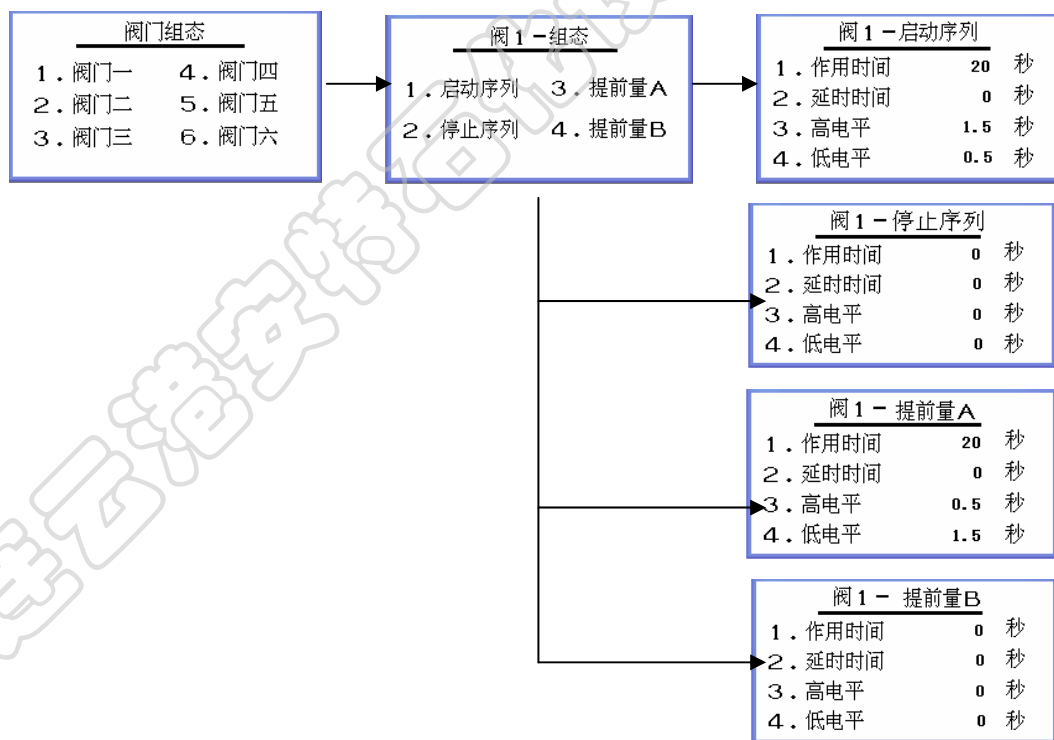 阀门组态
1.阀门一 4.阀门四
2.阀门二 5.阀门五
3.阀门三 6.阀门六
阀1-组态
1.启动序列 3.提前量A
2.停止序列 4.提前量B
阀1-启动序列
1.作用时间 20 秒
2.延时时间 0 秒
3.高电平 1.5 秒
4.低电平 0.5 秒
阀1-停止序列
1.作用时间 0 秒
2.延时时间 0 秒
3.高电平 0 秒
4.低电平 0 秒
阀1- 提前量A
1.作用时间 20 秒
2.延时时间 0 秒
3.高电平 0.5 秒
4.低电平 1.5 秒
阀1- 提前量B
1.作用时间 0 秒
2.延时时间 0 秒
3.高电平 0 秒
4.低电平 0 秒
连云港安特石化